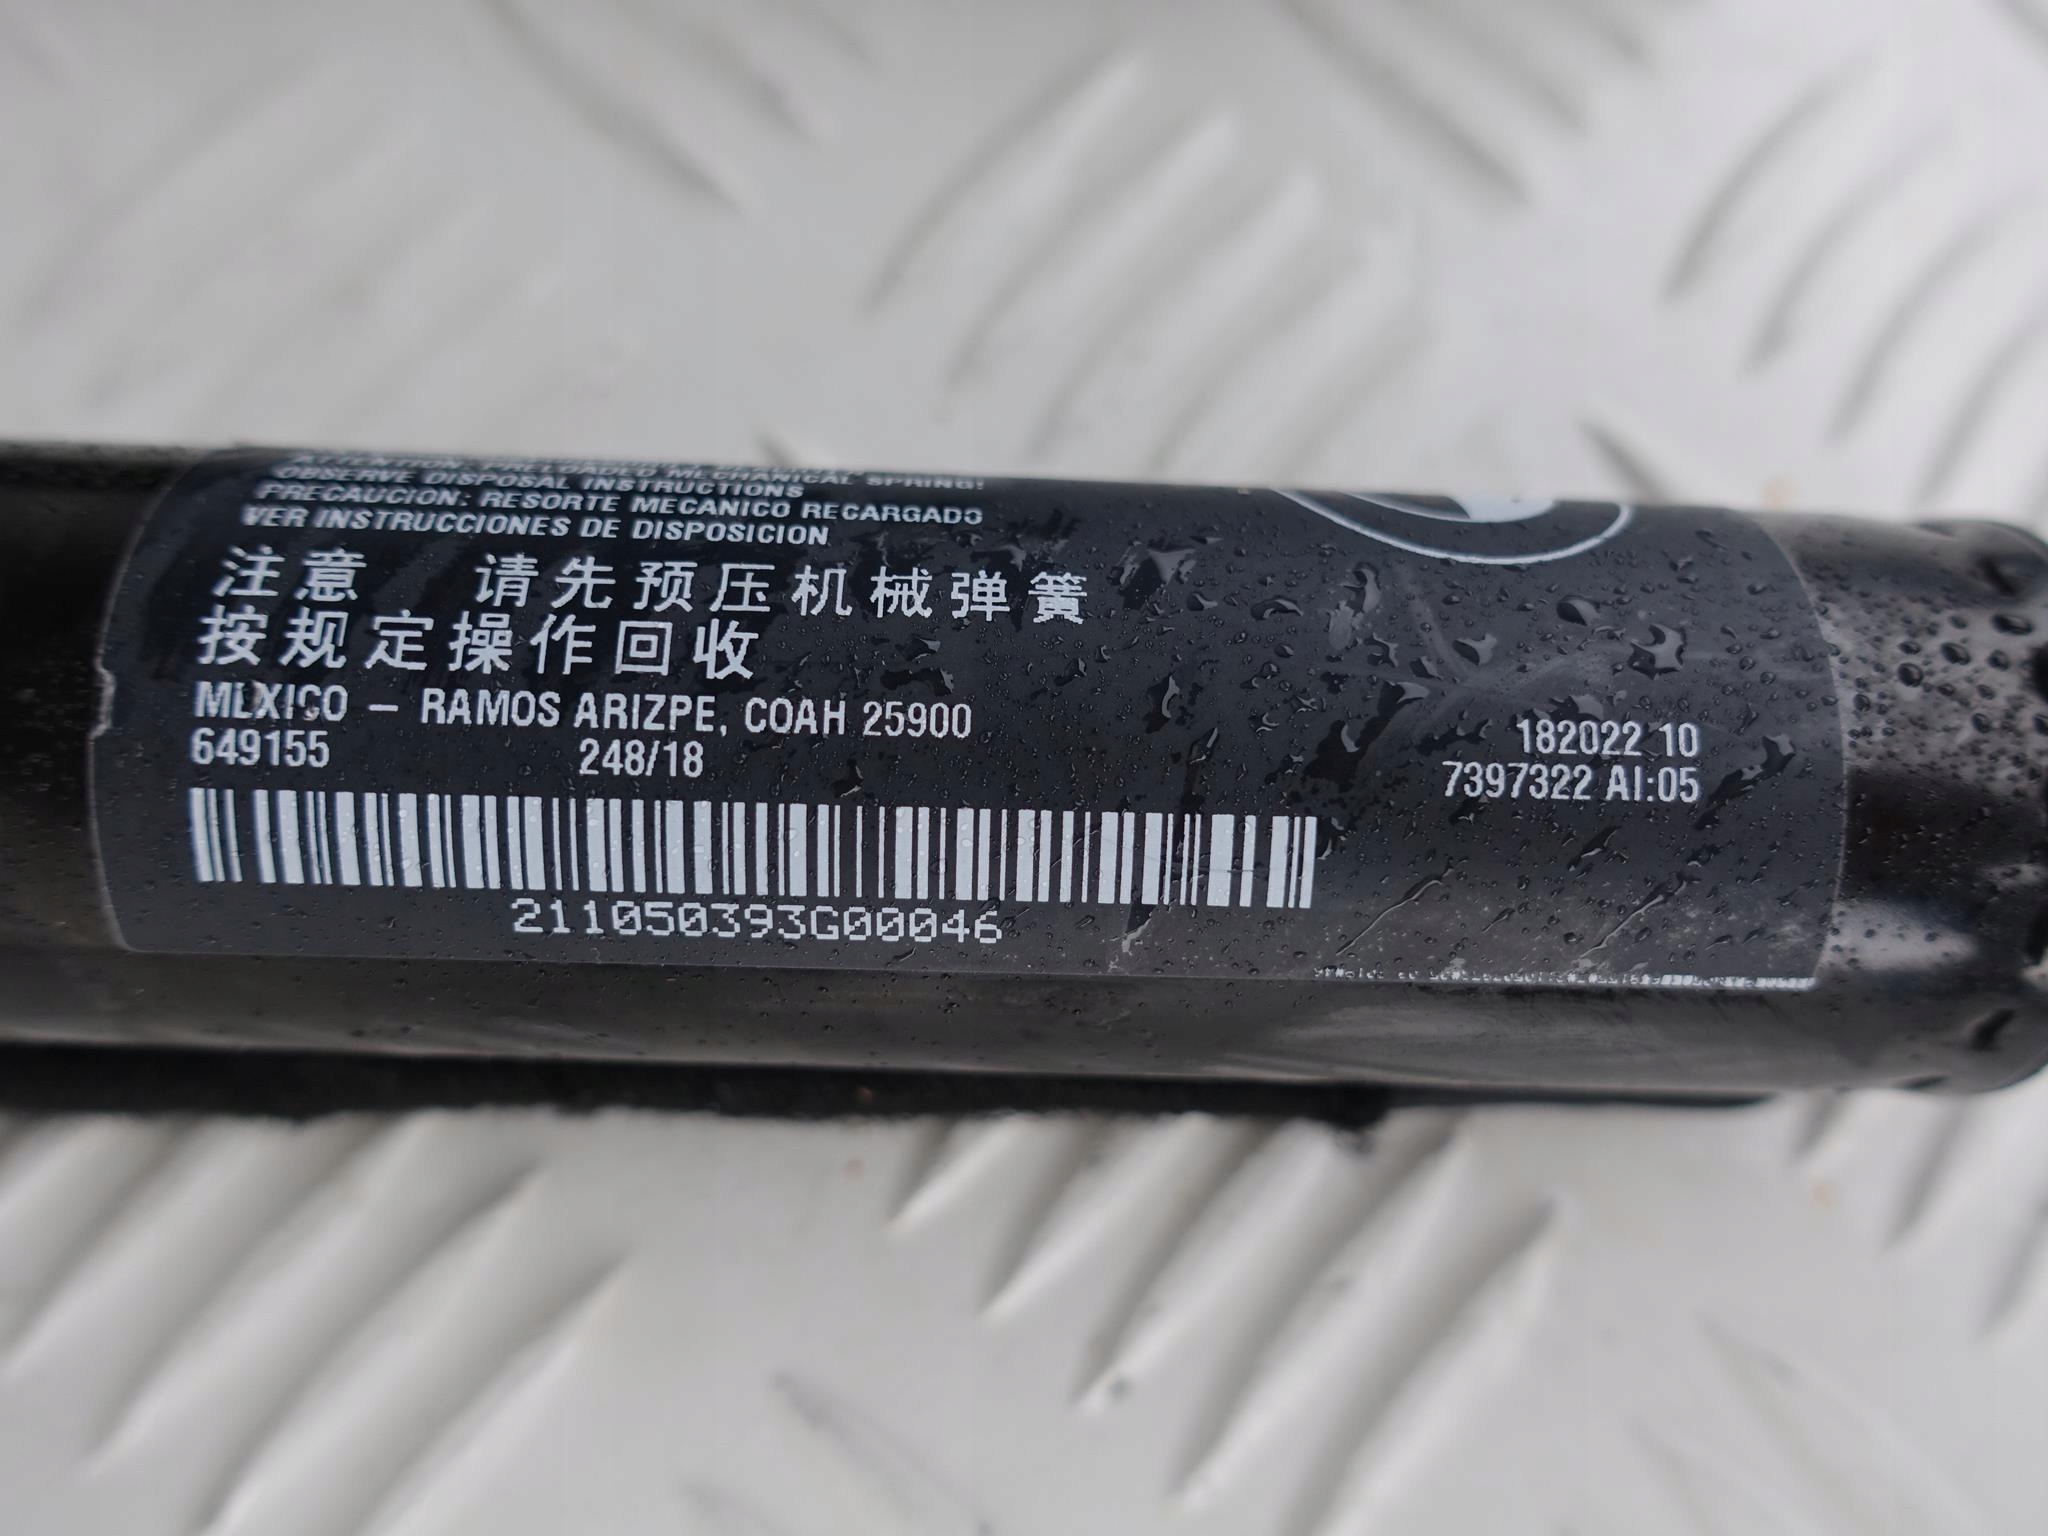 ATTENTION: PRELOADED MECHANICAL SPRING!
OBSERVE DISPOSAL INSTRUCTIONS
PRECAUCION: RESORTE MECANICO RECARGADO
VER INSTRUCCIONES DE DISPOSICION
注意 请先预压机械弹簧
按规定操作回收
MEXICO – RAMOS ARIZPE, COAH 25900
649155 248/18
182022 10
7397322 AI:05
211050393G00046